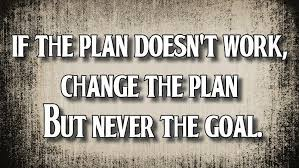 IF THE PLAN DOESN'T WORK,
CHANGE THE PLAN
BUT NEVER THE GOAL.